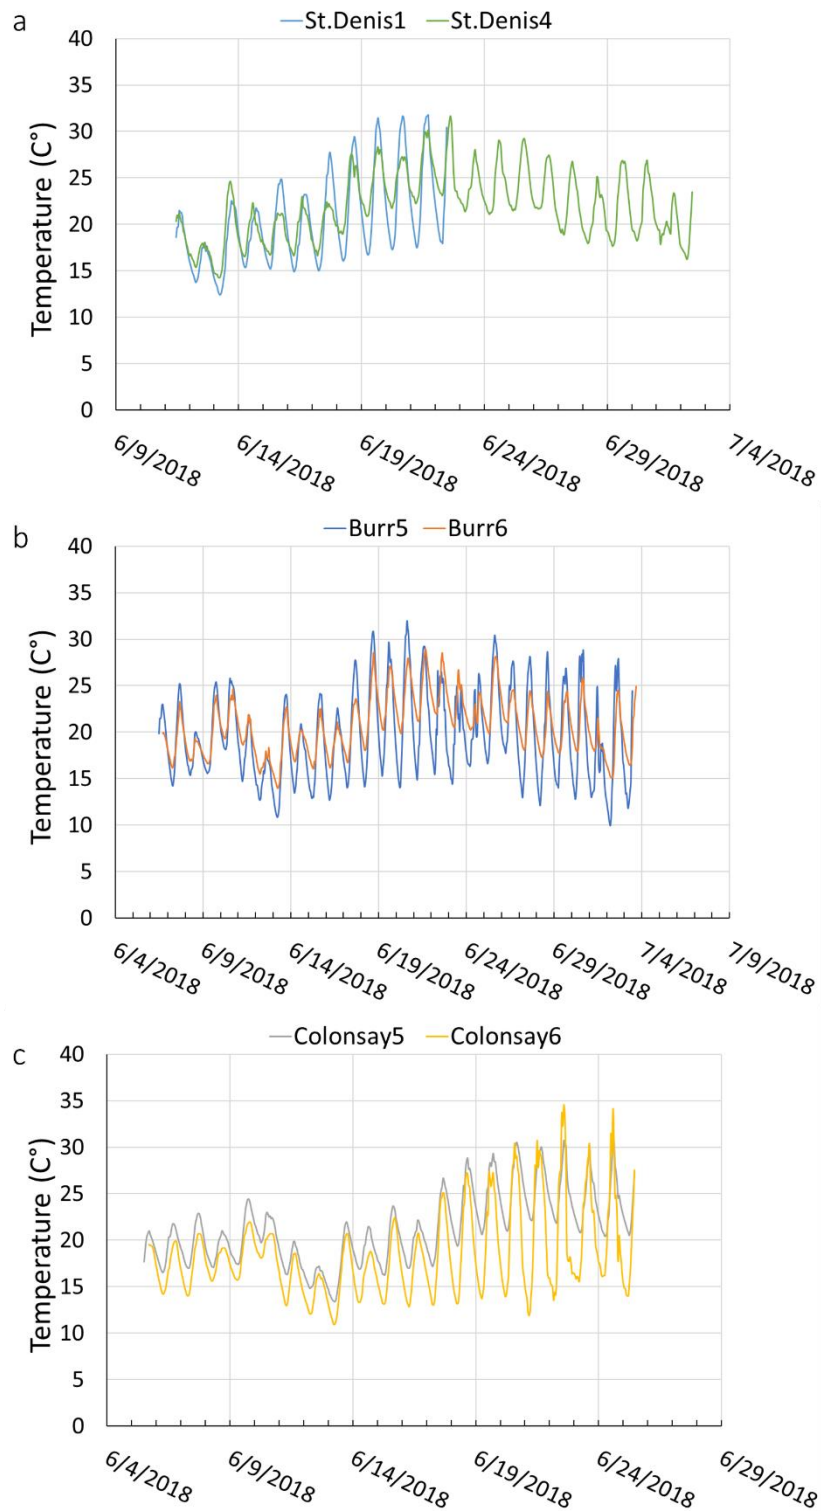 a
St.Denis1 St.Denis4
40
35
30
25
20
15
10
5
0
Temperature (C°)
6/9/2018 6/14/2018 6/19/2018 6/24/2018 6/29/2018 7/4/2018
b
Burr5 Burr6
40
35
30
25
20
15
10
5
0
Temperature (C°)
6/4/2018 6/9/2018 6/14/2018 6/19/2018 6/24/2018 6/29/2018 7/4/2018 7/9/2018
c
Colonsay5 Colonsay6
40
35
30
25
20
15
10
5
0
Temperature (C°)
6/4/2018 6/9/2018 6/14/2018 6/19/2018 6/24/2018 6/29/2018